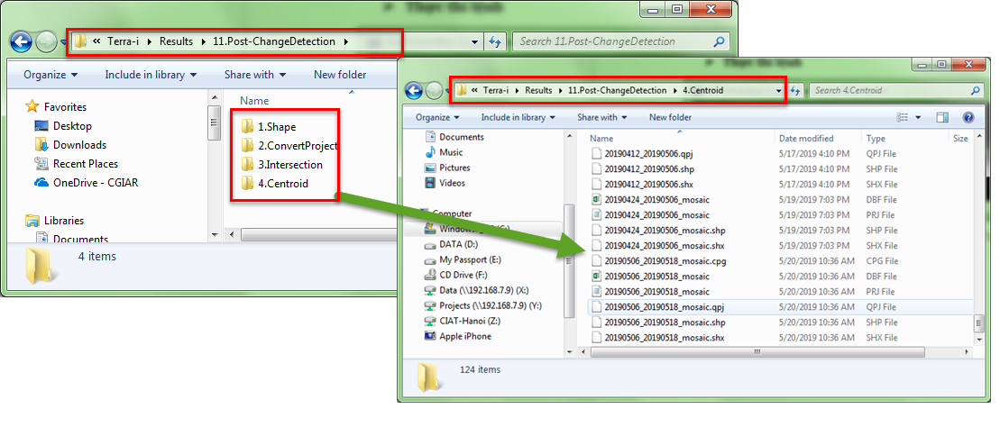 « Terra-i ▸ Results ▸ 11.Post-ChangeDetection ▸
Search 11.Post-ChangeDetection
Organize Include in library Share with New folder
Favorites
Desktop
Downloads
Recent Places
OneDrive - CGIAR
Libraries
Documents
Name
1.Shape
2.ConvertProject
3.Intersection
4.Centroid
4 items
« Terra-i ▸ Results ▸ 11.Post-ChangeDetection ▸ 4.Centroid
Search 4.Centroid
Organize Include in library Share with New folder
Documents
Music
Pictures
Videos
Computer
DATA (D:)
My Passport (E:)
CD Drive (F:)
Data (\\192.168.7.9) (X:)
Projects (\\192.168.7.9) (Y:)
CIAT-Hanoi (Z:)
Apple iPhone
Name Date modified Type Size
20190412_20190506.qpj 5/17/2019 4:10 PM QPJ File
20190412_20190506.shp 5/17/2019 4:10 PM SHP File
20190412_20190506.shx 5/17/2019 4:10 PM SHX File
20190424_20190506_mosaic 5/19/2019 7:03 PM DBF File
20190424_20190506_mosaic 5/19/2019 7:03 PM PRJ File
20190424_20190506_mosaic.shp 5/19/2019 7:03 PM SHP File
20190424_20190506_mosaic.shx 5/19/2019 7:03 PM SHX File
20190506_20190518_mosaic.cpg 5/20/2019 10:36 AM CPG File
20190506_20190518_mosaic 5/20/2019 10:36 AM DBF File
20190506_20190518_mosaic 5/20/2019 10:36 AM PRJ File
20190506_20190518_mosaic.qpj 5/20/2019 10:36 AM QPJ File
20190506_20190518_mosaic.shp 5/20/2019 10:36 AM SHP File
20190506_20190518_mosaic.shx 5/20/2019 10:36 AM SHX File
124 items